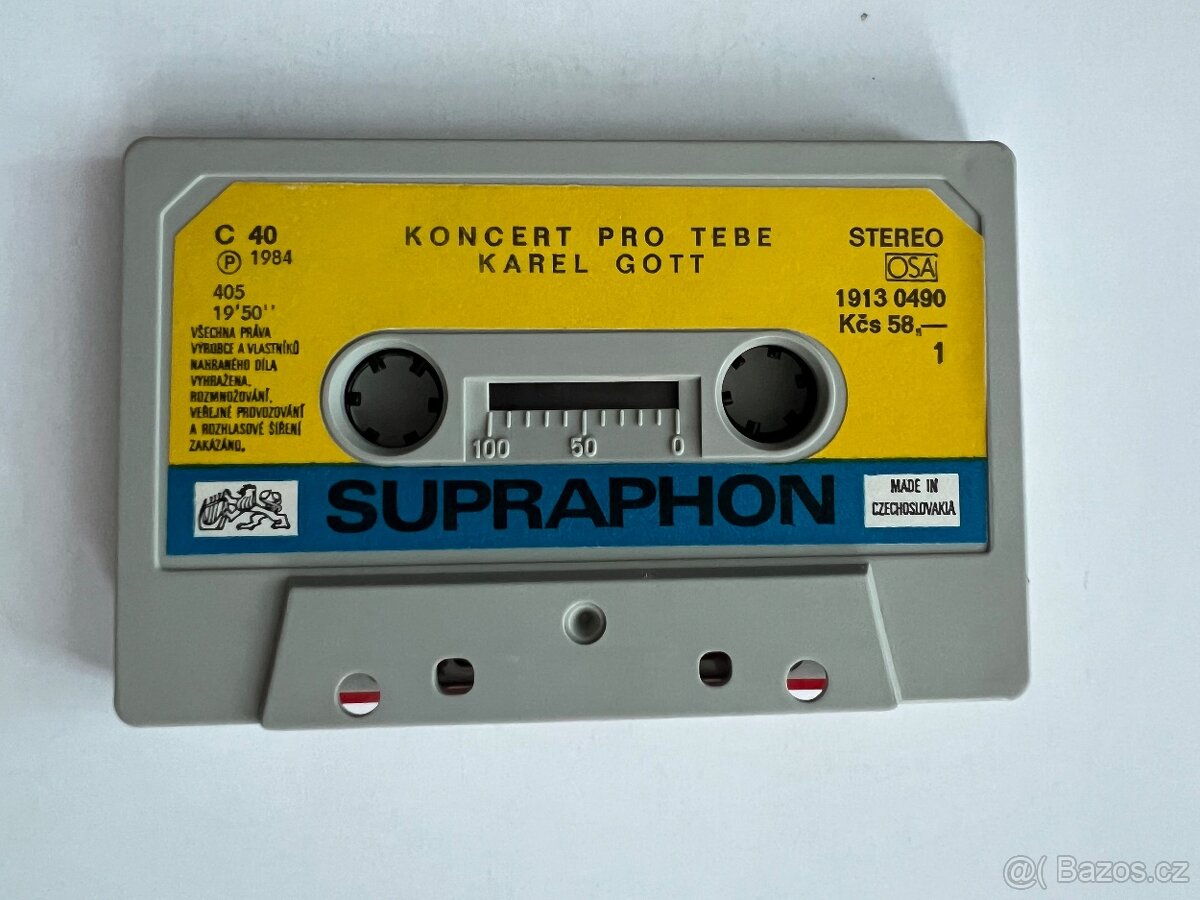 C 40
Ⓟ 1984
405
19'50''
VŠECHNA PRÁVA
VÝROBCE A VLASTNÍKŮ
NAHRANÉHO DÍLA
VYHRAŽENA.
ROZMNOŽOVÁNÍ,
VEŘEJNÉ PROVOZOVÁNÍ
A ROZHLASOVÉ ŠÍŘENÍ
ZAKÁZÁNO.
KONCERT PRO TEBE
KAREL GOTT
STEREO
OSA
1913 0490
Kčs 58,—
1
100 50 0
SUPRAPHON
MADE IN
CZECHOSLOVAKIA
@( Bazos.cz